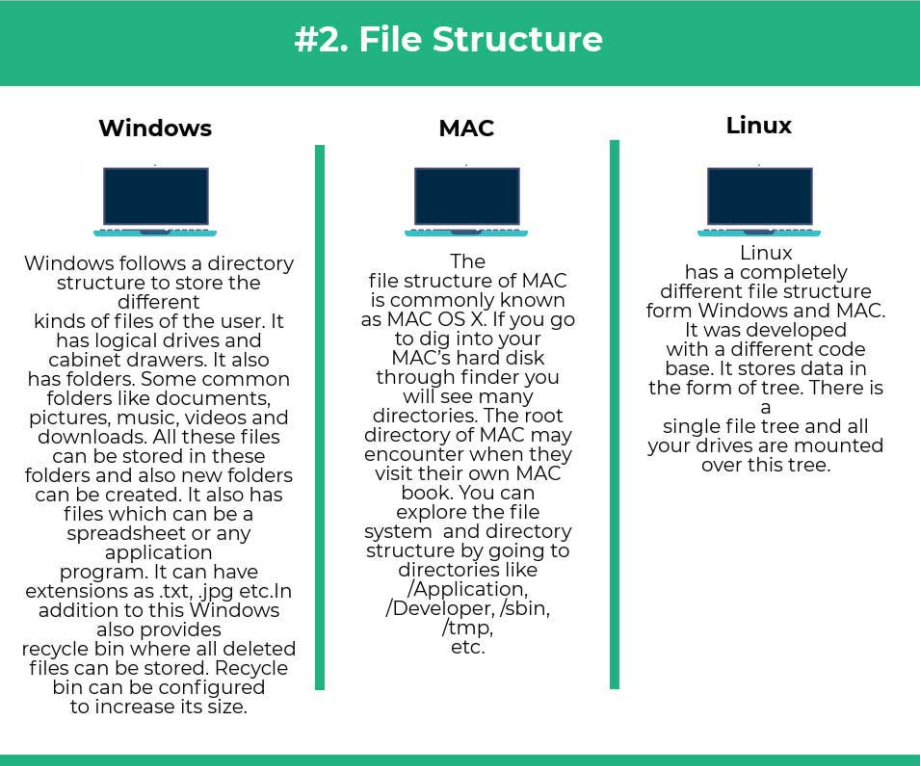 #2. File Structure
Windows
Windows follows a directory
structure to store the
different
kinds of files of the user. It
has logical drives and
cabinet drawers. It also
has folders. Some common
folders like documents,
pictures, music, videos and
downloads. All these files
can be stored in these
folders and also new folders
can be created. It also has
files which can be a
spreadsheet or any
application
program. It can have
extensions as .txt, .jpg etc.In
addition to this Windows
also provides
recycle bin where all deleted
files can be stored. Recycle
bin can be configured
to increase its size.
MAC
The
file structure of MAC
is commonly known
as MAC OS X. If you go
to dig into your
MAC's hard disk
through finder you
will see many
directories. The root
directory of MAC may
encounter when they
visit their own MAC
book. You can
explore the file
system and directory
structure by going to
directories like
/Application,
/Developer, /sbin,
/tmp,
etc.
Linux
Linux
has a completely
different file structure
form Windows and MAC.
It was developed
with a different code
base. It stores data in
the form of tree. There is
a
single file tree and all
your drives are mounted
over this tree.